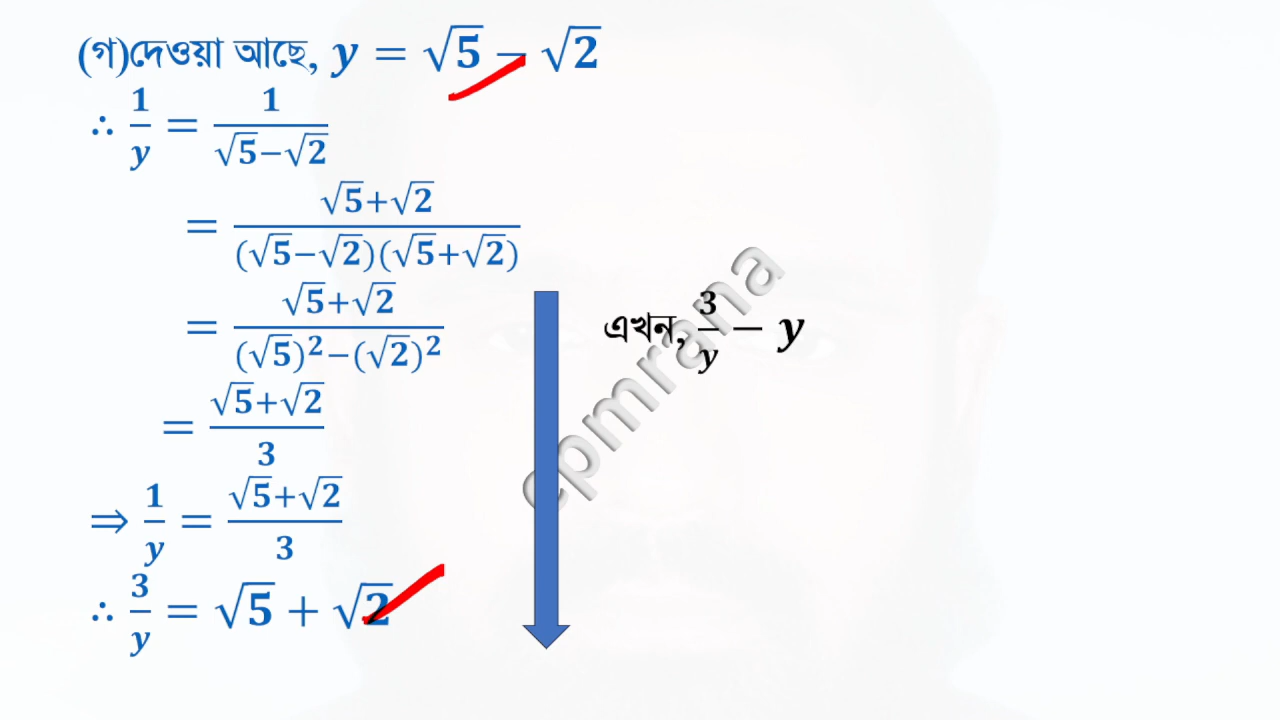 (গ)দেওয়া আছে, y = √5 − √2
∴ 1/y = 1/(√5−√2)
= (√5+√2)/((√5−√2)(√5+√2))
= (√5+√2)/((√5)²−(√2)²)
= (√5+√2)/3
⇒ 1/y = (√5+√2)/3
∴ 3/y = √5 + √2
এখন, 3/y − y
cpmrana